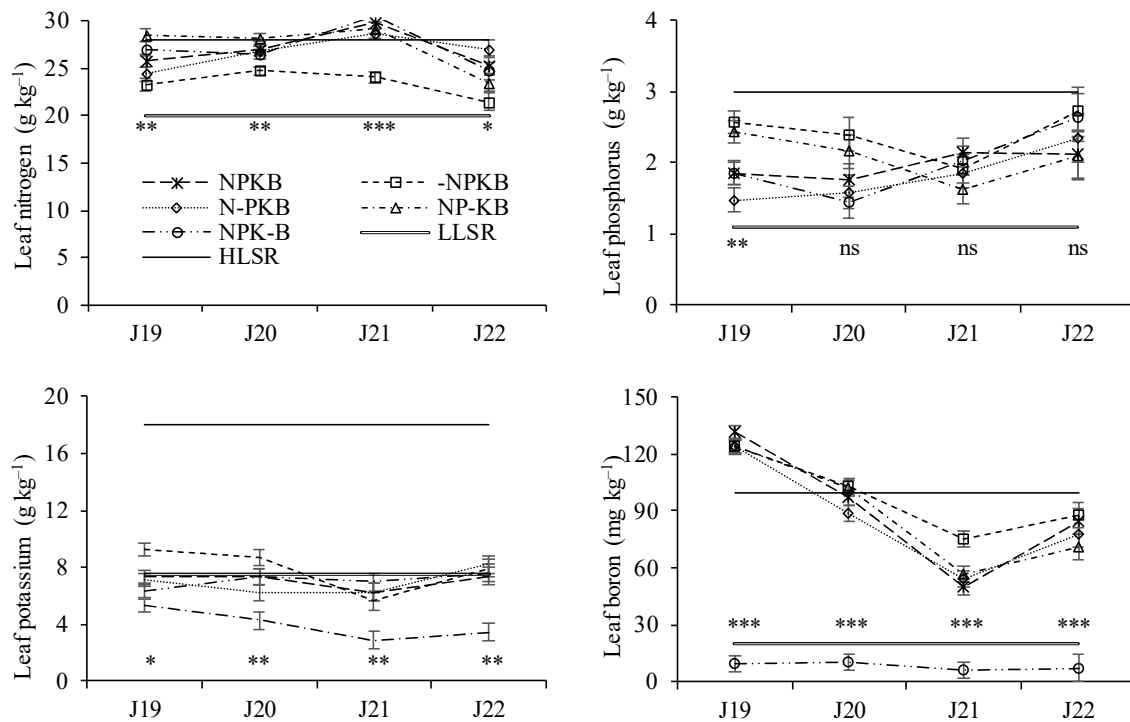 Leaf nitrogen (g kg⁻¹)
30
25
20
15
10
5
0
** ** *** *
NPKB -NPKB
N-PKB NP-KB
NPK-B LLSR
HLSR
J19 J20 J21 J22
Leaf phosphorus (g kg⁻¹)
4
3
2
1
0
** ns ns ns
J19 J20 J21 J22
Leaf potassium (g kg⁻¹)
20
16
12
8
4
0
* ** ** **
J19 J20 J21 J22
Leaf boron (mg kg⁻¹)
150
120
90
60
30
0
*** *** *** ***
J19 J20 J21 J22